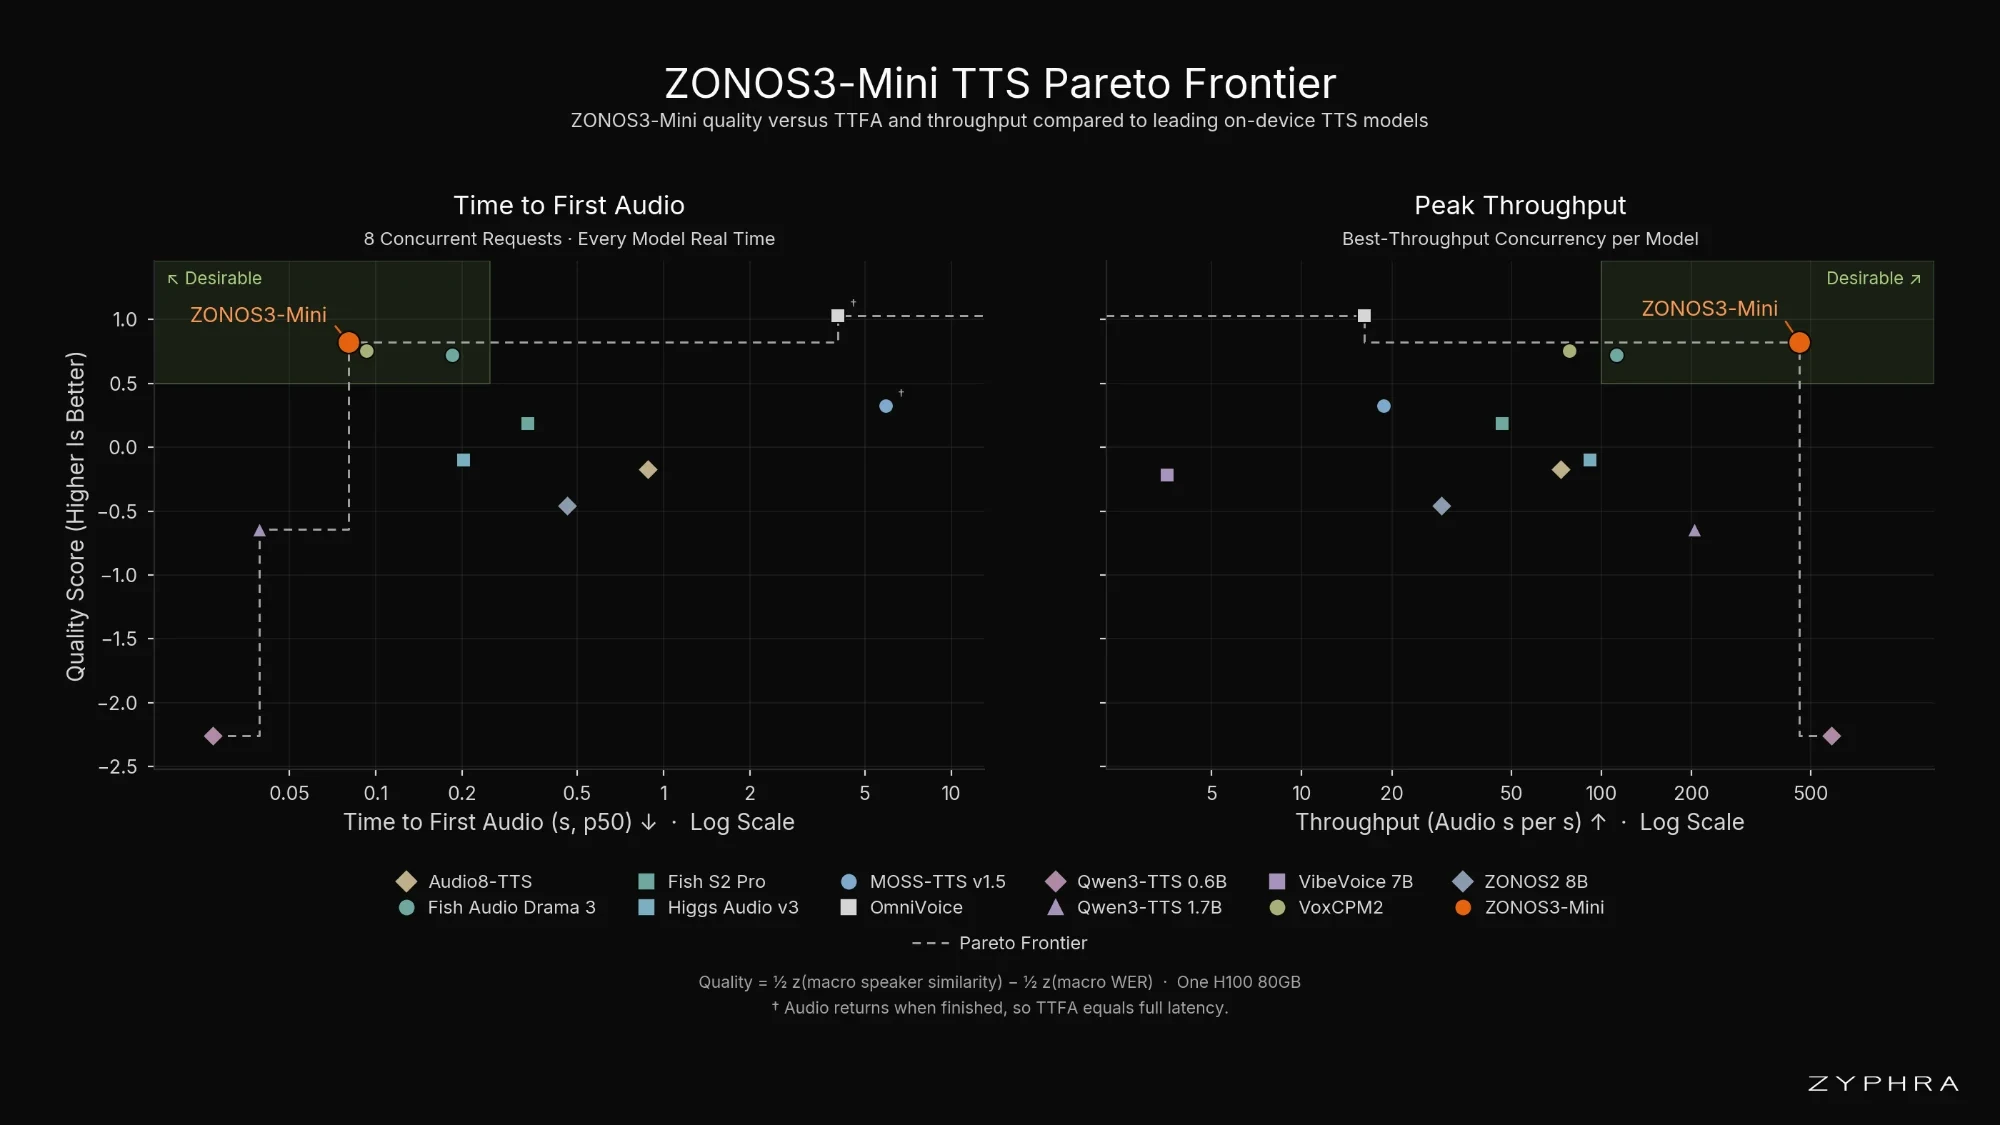 ZONOS3-Mini TTS Pareto Frontier
ZONOS3-Mini quality versus TTFA and throughput compared to leading on-device TTS models
Time to First Audio
8 Concurrent Requests · Every Model Real Time
↖ Desirable
ZONOS3-Mini
†
†
Quality Score (Higher Is Better)
1.0
0.5
0.0
−0.5
−1.0
−1.5
−2.0
−2.5
0.05 0.1 0.2 0.5 1 2 5 10
Time to First Audio (s, p50) ↓ · Log Scale
Peak Throughput
Best-Throughput Concurrency per Model
Desirable ↗
ZONOS3-Mini
5 10 20 50 100 200 500
Throughput (Audio s per s) ↑ · Log Scale
Audio8-TTS Fish S2 Pro MOSS-TTS v1.5 Qwen3-TTS 0.6B VibeVoice 7B ZONOS2 8B
Fish Audio Drama 3 Higgs Audio v3 OmniVoice Qwen3-TTS 1.7B VoxCPM2 ZONOS3-Mini
Pareto Frontier
Quality = ½ z(macro speaker similarity) − ½ z(macro WER) · One H100 80GB
† Audio returns when finished, so TTFA equals full latency.
ZYPHRA